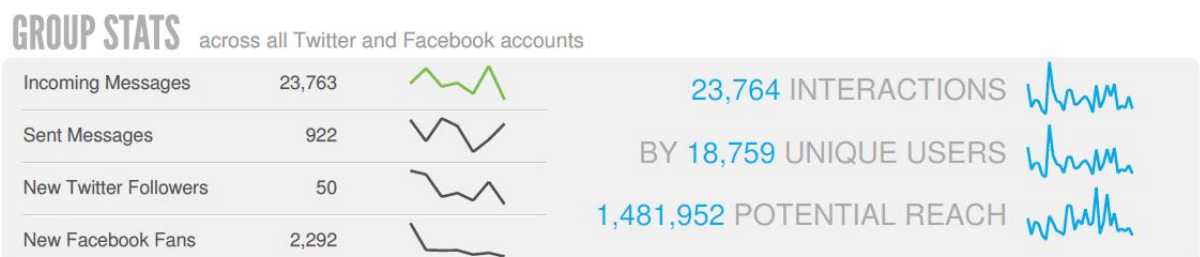 GROUP STATS across all Twitter and Facebook accounts
Incoming Messages 23,763
Sent Messages 922
New Twitter Followers 50
New Facebook Fans 2,292
23,764 INTERACTIONS
BY 18,759 UNIQUE USERS
1,481,952 POTENTIAL REACH